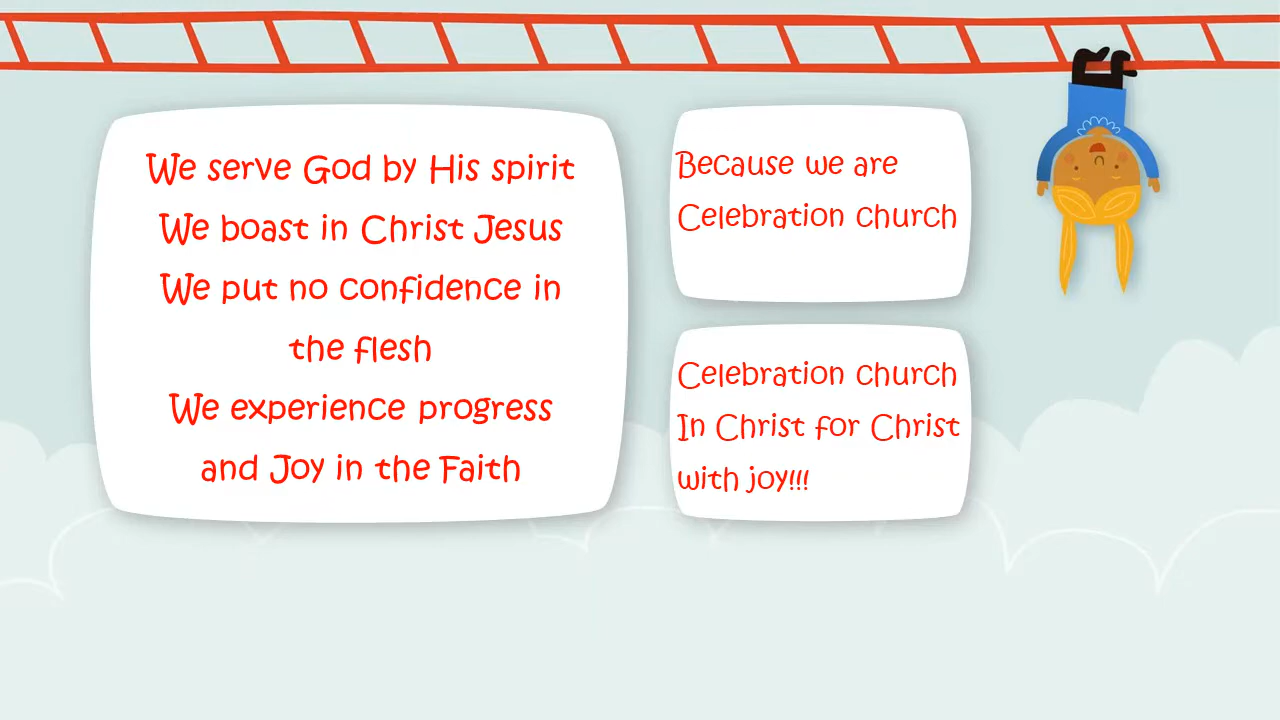 We serve God by His spirit
We boast in Christ Jesus
We put no confidence in
the flesh
We experience progress
and Joy in the Faith
Because we are
Celebration church
Celebration church
In Christ for Christ
with joy!!!